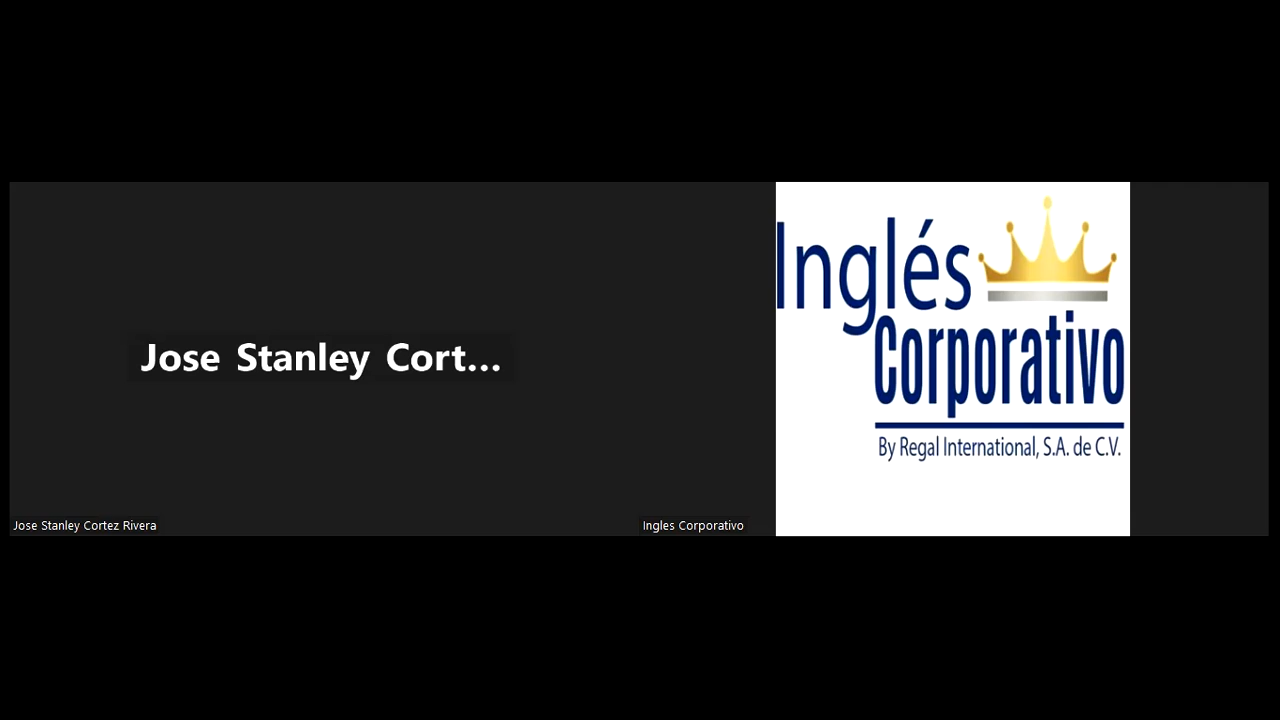 Jose Stanley Cort...
Jose Stanley Cortez Rivera
Inglés
Corporativo
By Regal International, S.A. de C.V.
Ingles Corporativo